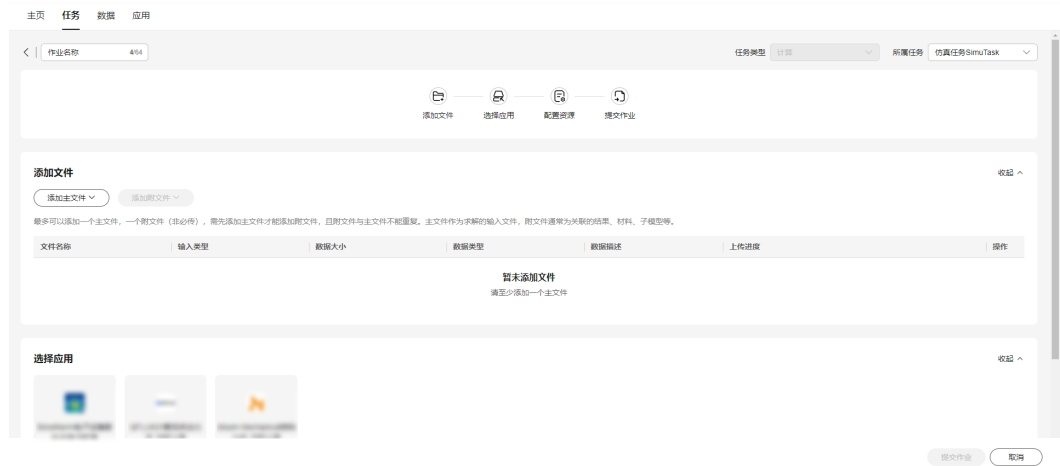 主页 任务 数据 应用
作业名称 4/64 任务类型 计算 所属任务 仿真任务SimuTask
添加文件 选择应用 配置资源 提交作业
添加文件 收起
添加主文件 添加附文件
最多可以添加一个主文件，一个附文件（非必传），需先添加主文件才能添加附文件，且附文件与主文件不能重复。主文件作为求解的输入文件，附文件通常为关联的结果、材料、子模型等。
文件名称 输入类型 数据大小 数据类型 数据描述 上传进度 操作
暂未添加文件
请至少添加一个主文件
选择应用 收起
提交作业 取消